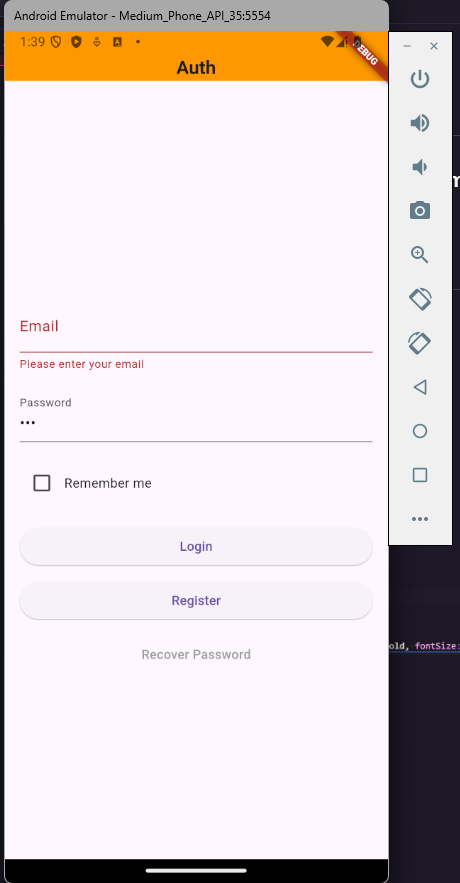 Android Emulator - Medium_Phone_API_35:5554
1:39
A
DEBUG
Auth
Email
Please enter your email
Password
•••
Remember me
Login
Register
Recover Password
old, fontSize: